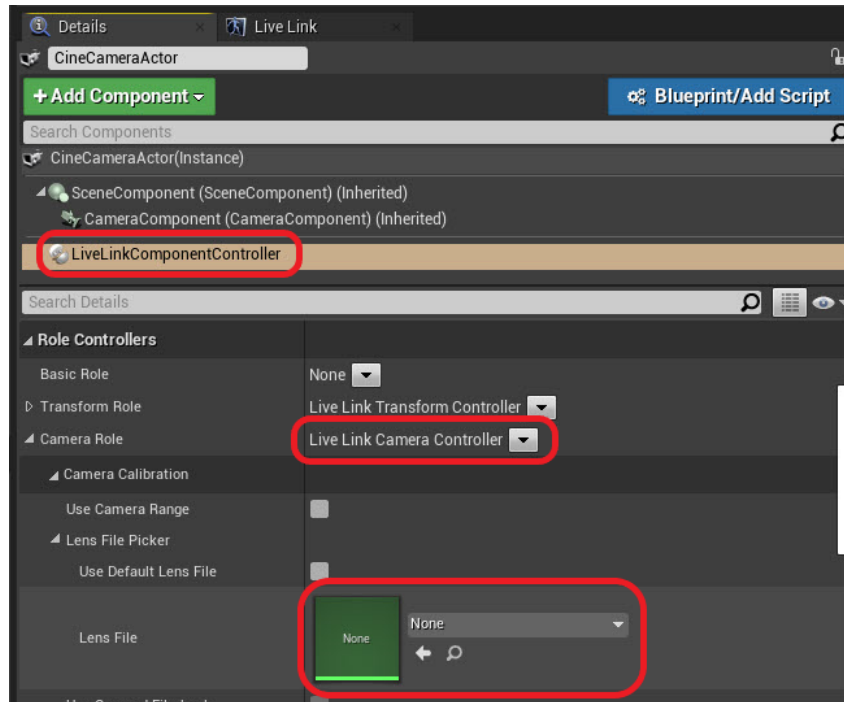 Details
Live Link
CineCameraActor
+ Add Component
Blueprint/Add Script
Search Components
CineCameraActor(Instance)
SceneComponent (SceneComponent) (Inherited)
CameraComponent (CameraComponent) (Inherited)
LiveLinkComponentController
Search Details
Role Controllers
Basic Role None
Transform Role Live Link Transform Controller
Camera Role Live Link Camera Controller
Camera Calibration
Use Camera Range
Lens File Picker
Use Default Lens File
Lens File None None